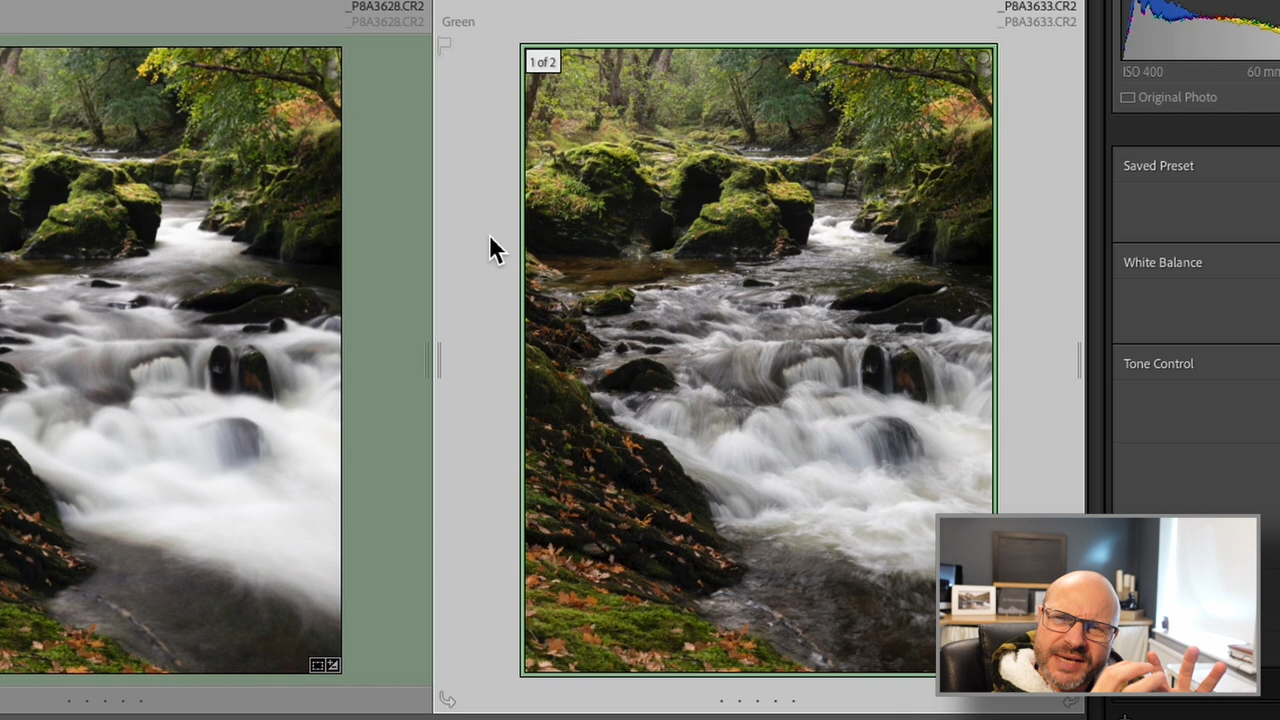 _P8A3628.CR2
_P8A3628.CR2
Green
_P8A3633.CR2
_P8A3633.CR2
1 of 2
ISO 400
60 mm
Original Photo
Saved Preset
White Balance
Tone Control